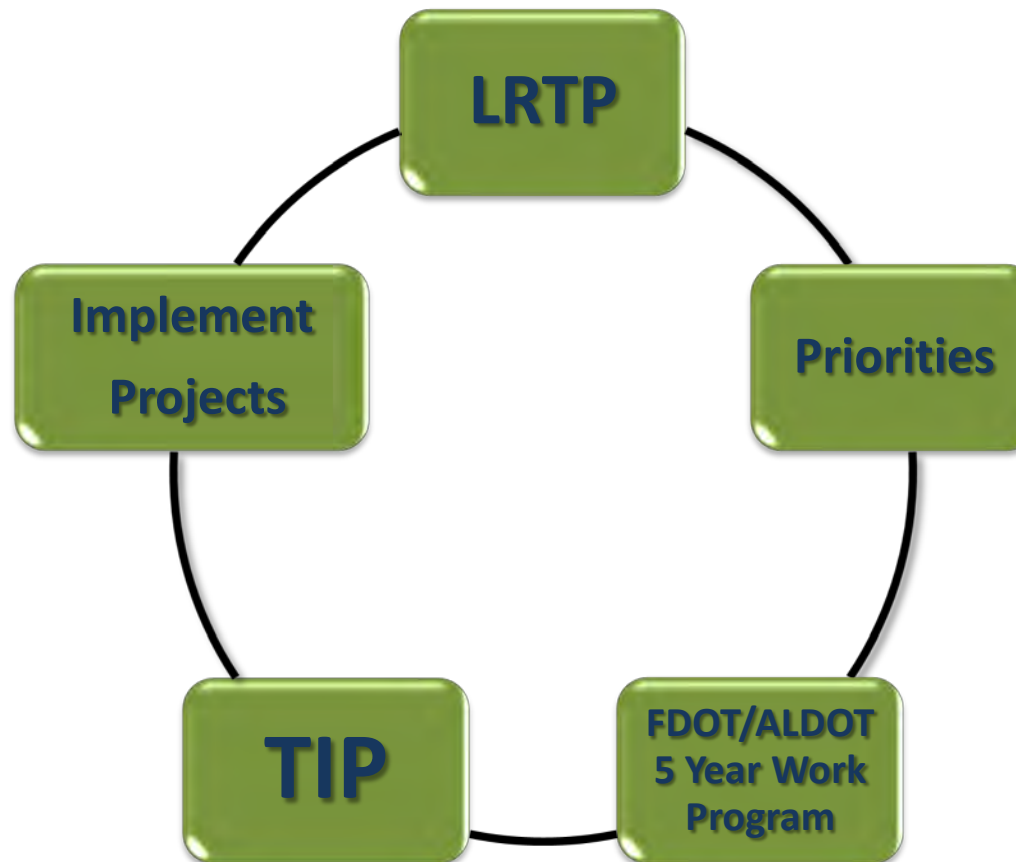 LRTP
Implement
Projects
Priorities
TIP
FDOT/ALDOT
5 Year Work
Program